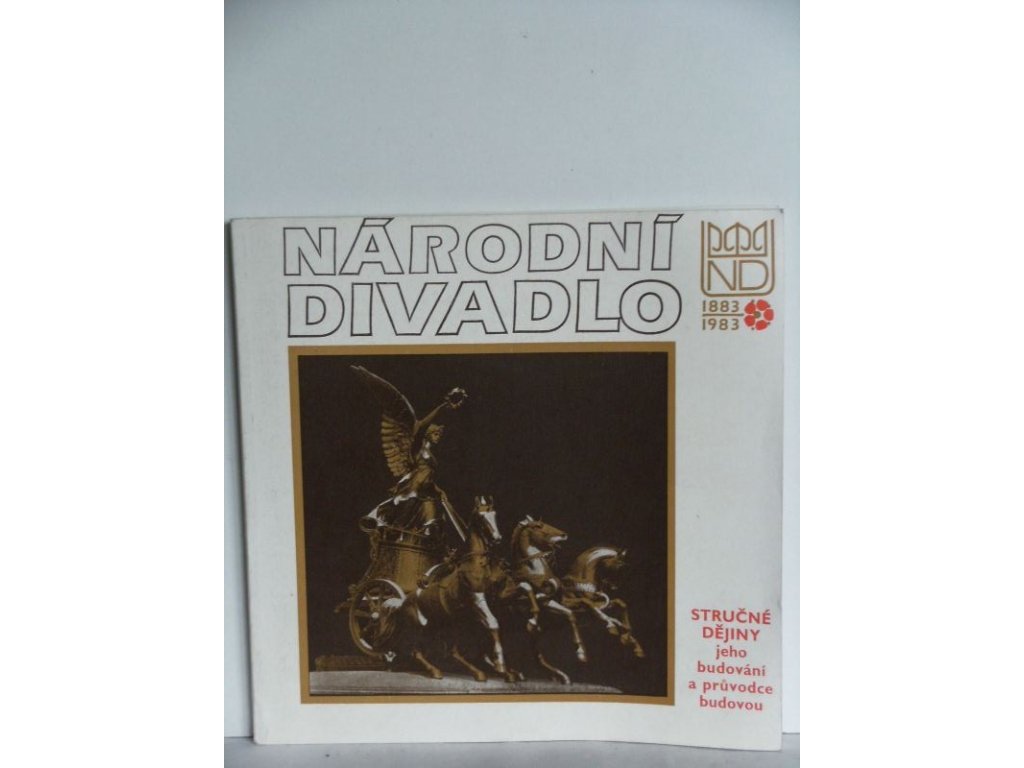 NÁRODNÍ
DIVADLO
ND
1883
1983
STRUČNÉ
DĚJINY
jeho
budování
a průvodce
budovou